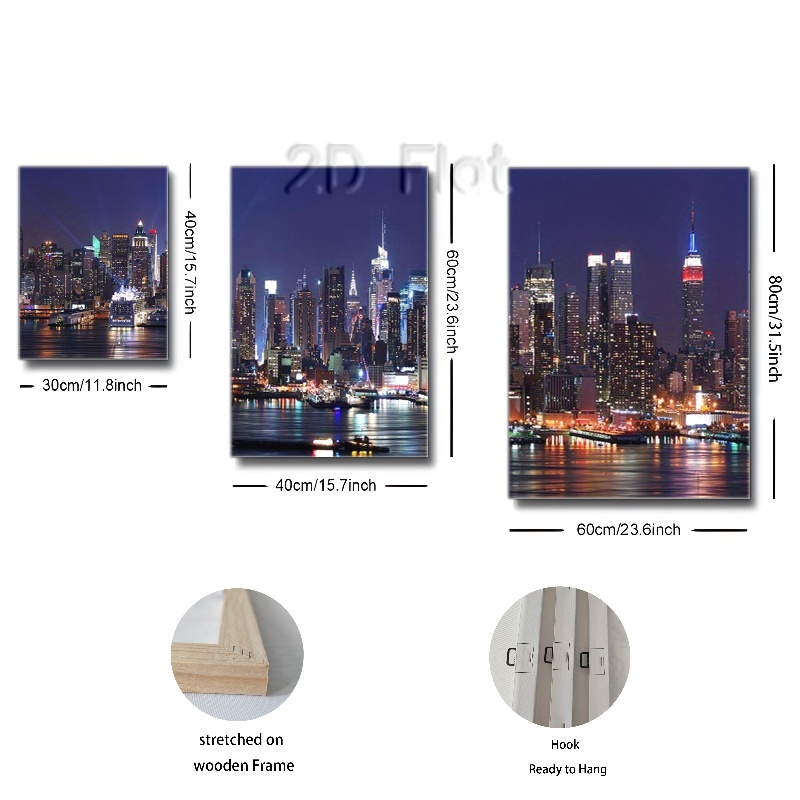 2D Flat
40cm/15.7inch
30cm/11.8inch
60cm/23.6inch
40cm/15.7inch
80cm/31.5inch
60cm/23.6inch
stretched on
wooden Frame
Hook
Ready to Hang